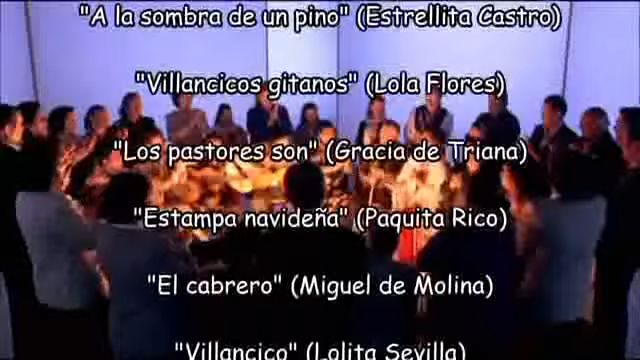 "A la sombra de un pino" (Estrellita Castro)
"Villancicos gitanos" (Lola Flores)
"Los pastores son" (Gracia de Triana)
"Estampa navideña" (Paquita Rico)
"El cabrero" (Miguel de Molina)
"Villancico" (Lolita Sevilla)